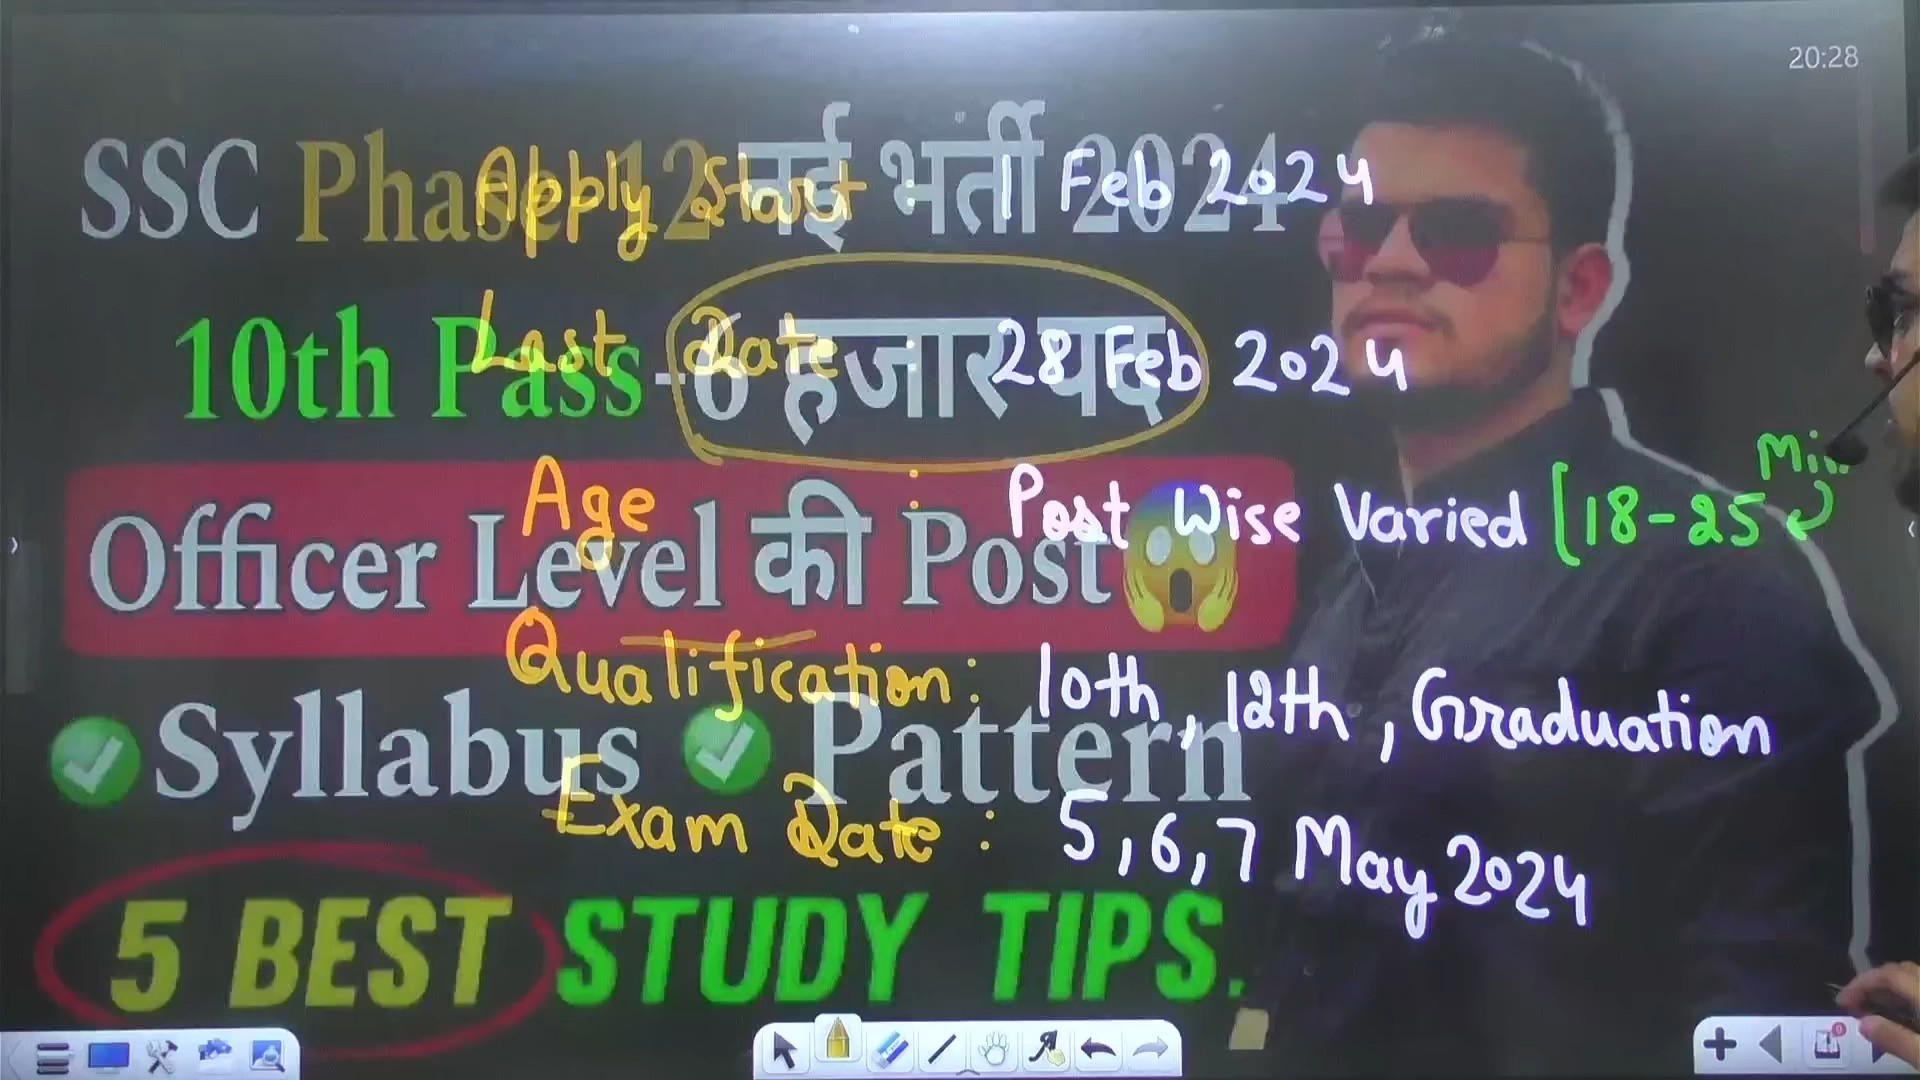 20:28
SSC Phase 12 नई भर्ती 2024
Apply Start : 1 Feb 2024
10th Pass - 6 हजार पद
Last Date : 28 Feb 2024
Min
Age : Post Wise Varied [18-25
Officer Level की Post
Qualification: 10th, 12th, Graduation
Syllabus Pattern
Exam Date : 5, 6, 7 May 2024
5 BEST STUDY TIPS.